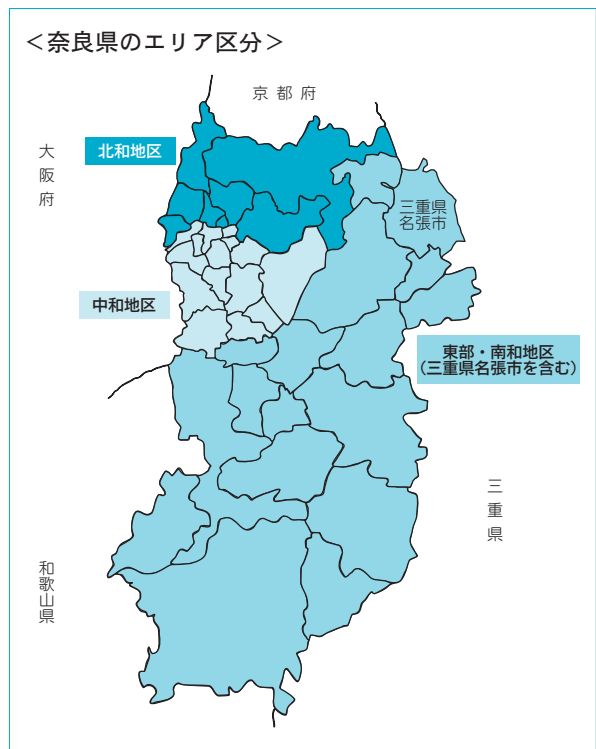 ＜奈良県のエリア区分＞
京都府
大阪府
北和地区
三重県
名張市
中和地区
東部・南和地区
（三重県名張市を含む）
三重県
和歌山県